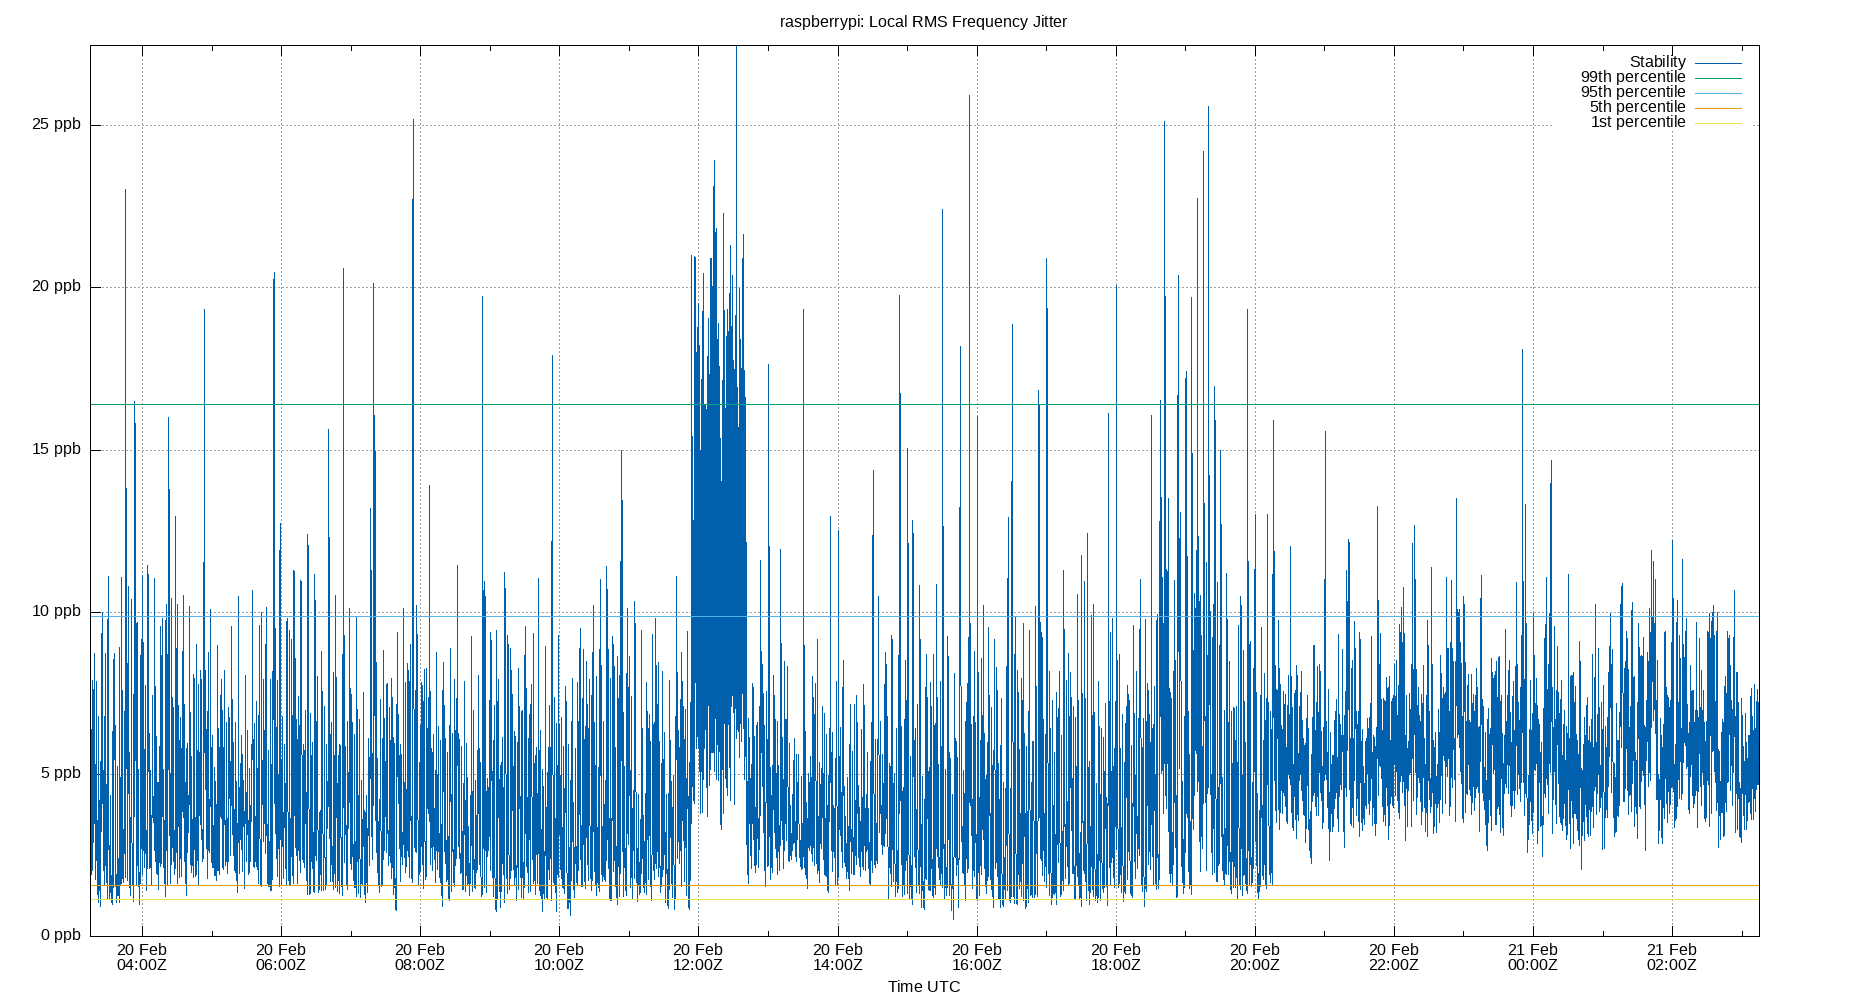 raspberrypi: Local RMS Frequency Jitter
Stability
99th percentile
95th percentile
5th percentile
1st percentile
25 ppb
20 ppb
15 ppb
10 ppb
5 ppb
0 ppb
20 Feb 20 Feb 20 Feb 20 Feb 20 Feb 20 Feb 20 Feb 20 Feb 20 Feb 20 Feb 21 Feb 21 Feb
04:00Z 06:00Z 08:00Z 10:00Z 12:00Z 14:00Z 16:00Z 18:00Z 20:00Z 22:00Z 00:00Z 02:00Z
Time UTC